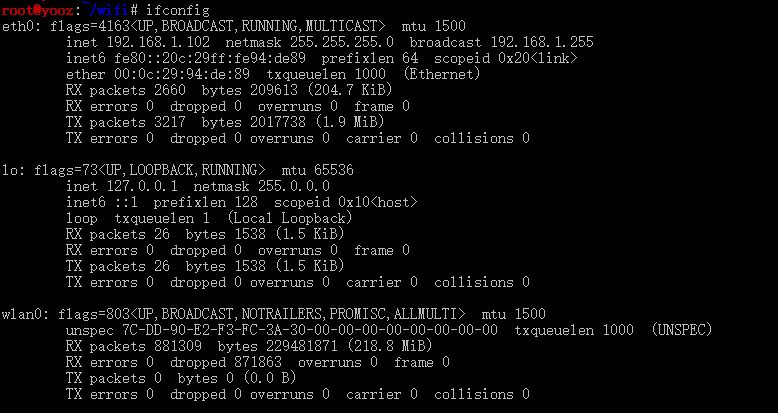 root@yooz:~/wifi# ifconfig
eth0: flags=4163<UP,BROADCAST,RUNNING,MULTICAST>  mtu 1500
inet 192.168.1.102  netmask 255.255.255.0  broadcast 192.168.1.255
inet6 fe80::20c:29ff:fe94:de89  prefixlen 64  scopeid 0x20<link>
ether 00:0c:29:94:de:89  txqueuelen 1000  (Ethernet)
RX packets 2660  bytes 209613 (204.7 KiB)
RX errors 0  dropped 0  overruns 0  frame 0
TX packets 3217  bytes 2017738 (1.9 MiB)
TX errors 0  dropped 0 overruns 0  carrier 0  collisions 0
lo: flags=73<UP,LOOPBACK,RUNNING>  mtu 65536
inet 127.0.0.1  netmask 255.0.0.0
inet6 ::1  prefixlen 128  scopeid 0x10<host>
loop  txqueuelen 1  (Local Loopback)
RX packets 26  bytes 1538 (1.5 KiB)
RX errors 0  dropped 0  overruns 0  frame 0
TX packets 26  bytes 1538 (1.5 KiB)
TX errors 0  dropped 0 overruns 0  carrier 0  collisions 0
wlan0: flags=803<UP,BROADCAST,NOTRAILERS,PROMISC,ALLMULTI>  mtu 1500
unspec 7C-DD-90-E2-F3-FC-3A-30-00-00-00-00-00-00-00-00  txqueuelen 1000  (UNSPEC)
RX packets 881309  bytes 229481871 (218.8 MiB)
RX errors 0  dropped 871863  overruns 0  frame 0
TX packets 0  bytes 0 (0.0 B)
TX errors 0  dropped 0 overruns 0  carrier 0  collisions 0